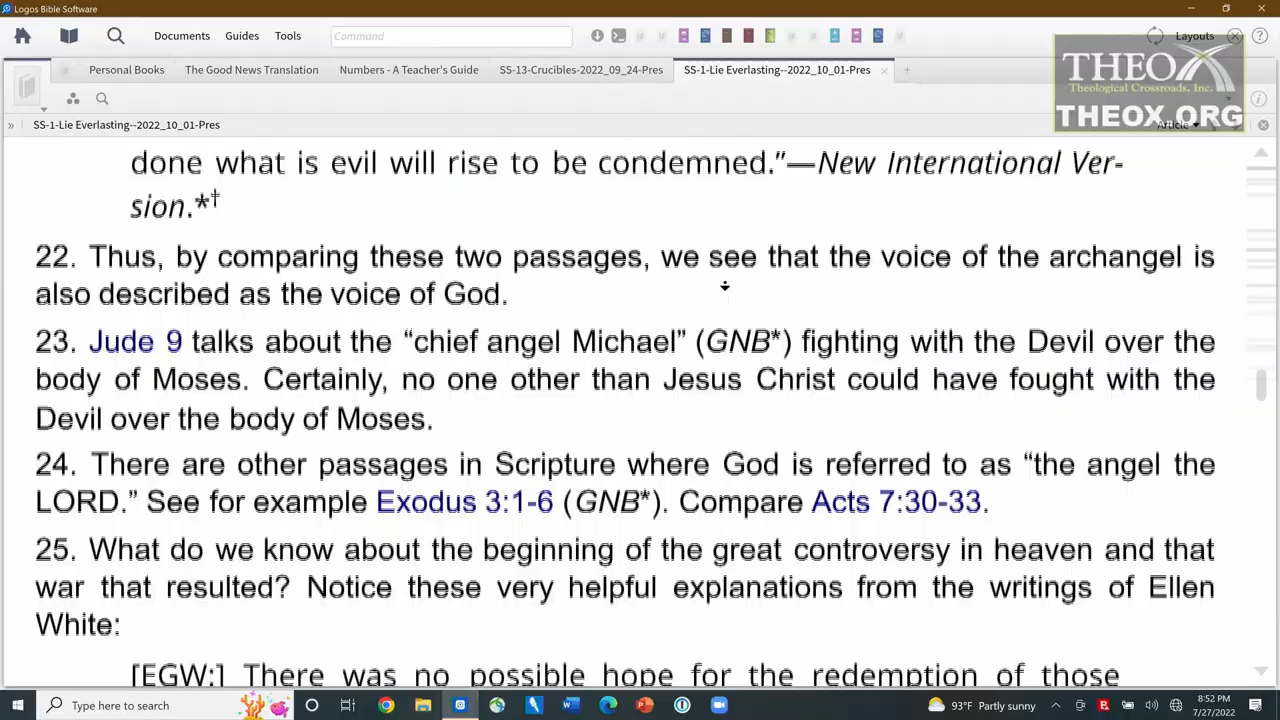 Logos Bible Software
Documents Guides Tools Command Layouts
Personal Books The Good News Translation Numbers - A Teacher's Guide SS-13-Crucibles-2022_09_24-Pres SS-1-Lie Everlasting--2022_10_01-Pres
THEOX
Theological Crossroads, Inc.
THEOX.ORG
SS-1-Lie Everlasting--2022_10_01-Pres Article
done what is evil will rise to be condemned.”—New International Ver-
sion.*†
22. Thus, by comparing these two passages, we see that the voice of the archangel is
also described as the voice of God.
23. Jude 9 talks about the “chief angel Michael” (GNB*) fighting with the Devil over the
body of Moses. Certainly, no one other than Jesus Christ could have fought with the
Devil over the body of Moses.
24. There are other passages in Scripture where God is referred to as “the angel the
LORD.” See for example Exodus 3:1-6 (GNB*). Compare Acts 7:30-33.
25. What do we know about the beginning of the great controversy in heaven and that
war that resulted? Notice these very helpful explanations from the writings of Ellen
White:
[EGW:] There was no possible hope for the redemption of those
Type here to search
93°F Partly sunny
8:52 PM
7/27/2022